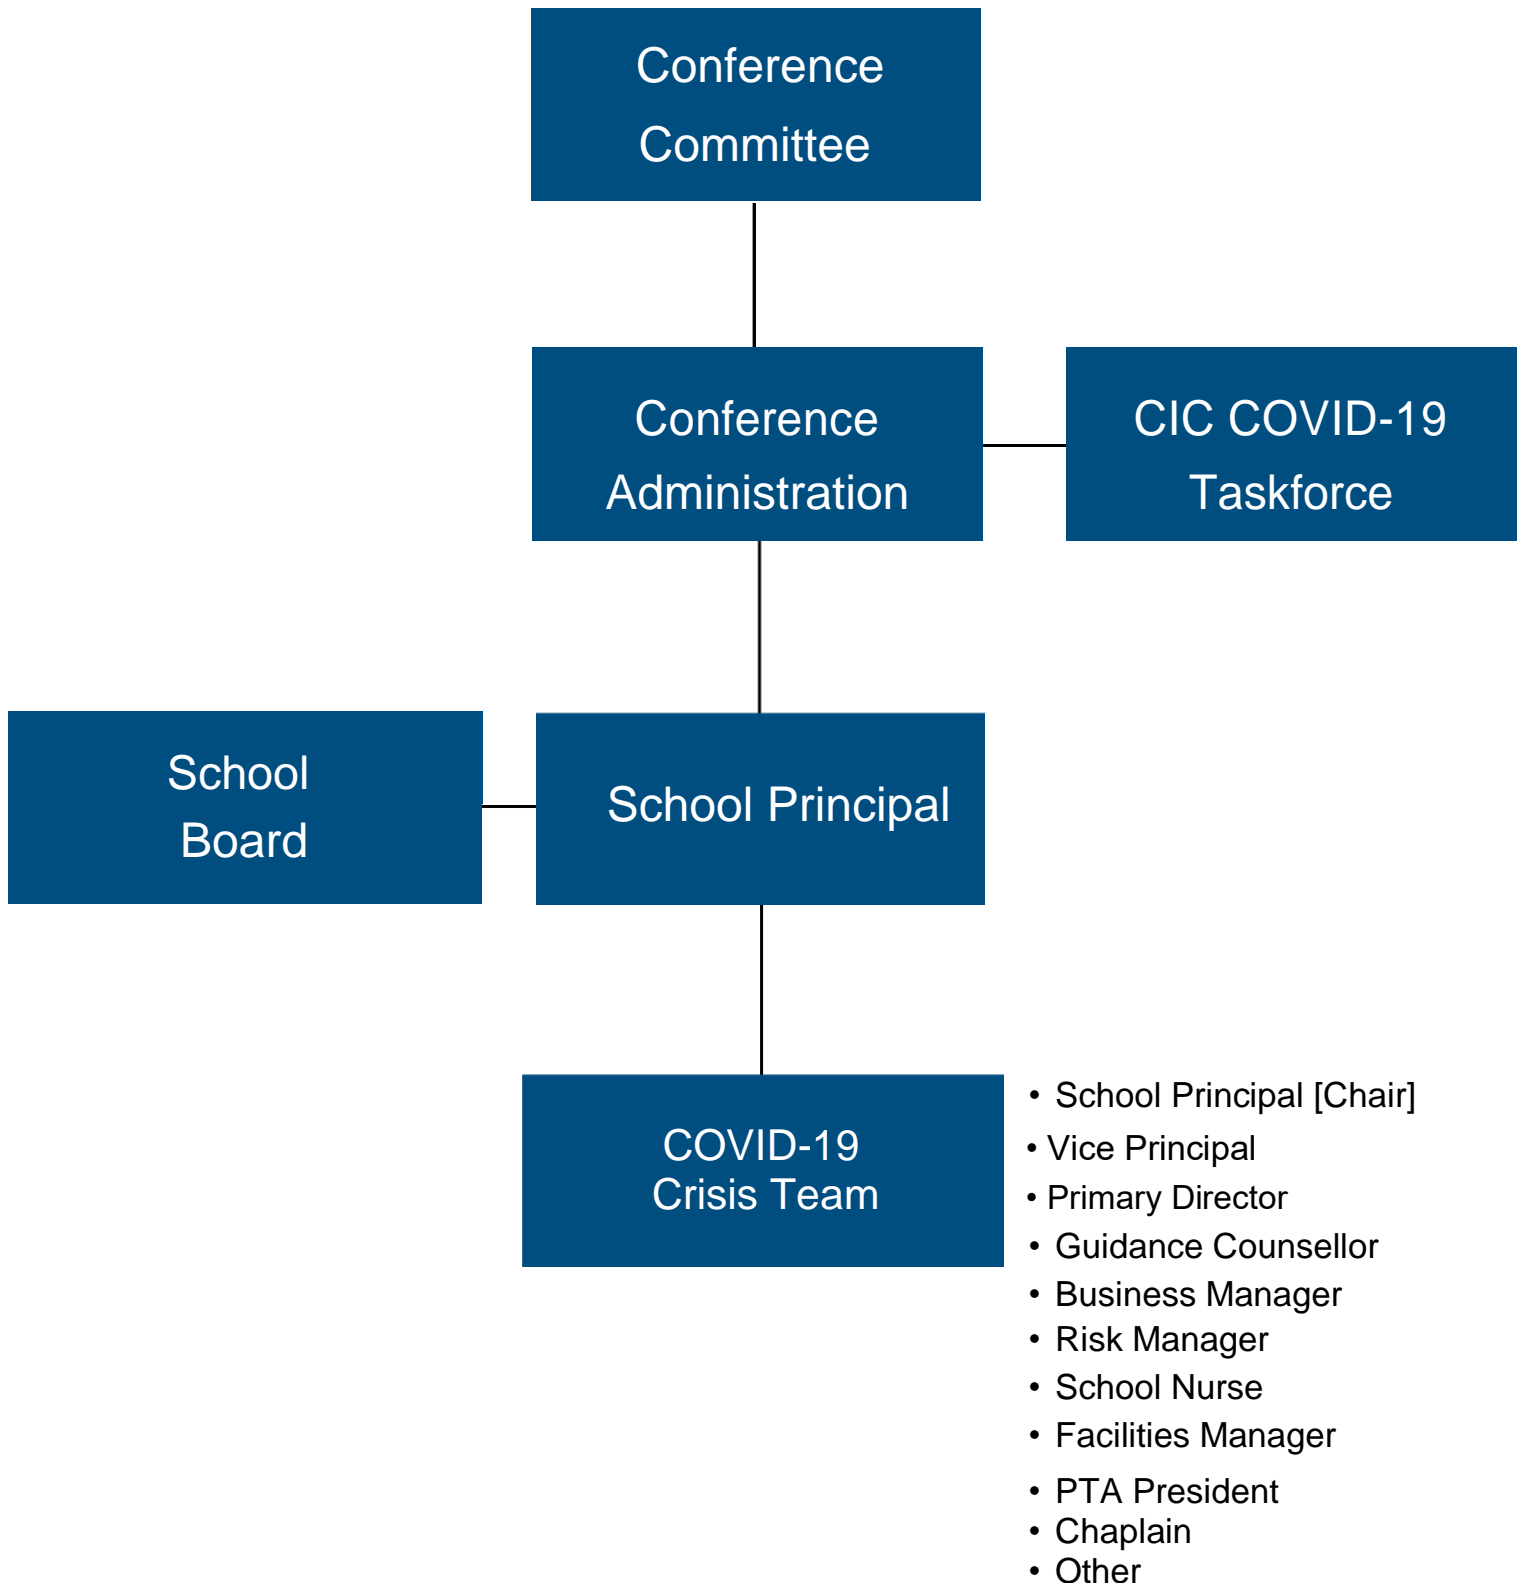 Conference
Committee
Conference
Administration
CIC COVID-19
Taskforce
School
Board
School Principal
COVID-19
Crisis Team
• School Principal [Chair]
• Vice Principal
• Primary Director
• Guidance Counsellor
• Business Manager
• Risk Manager
• School Nurse
• Facilities Manager
• PTA President
• Chaplain
• Other